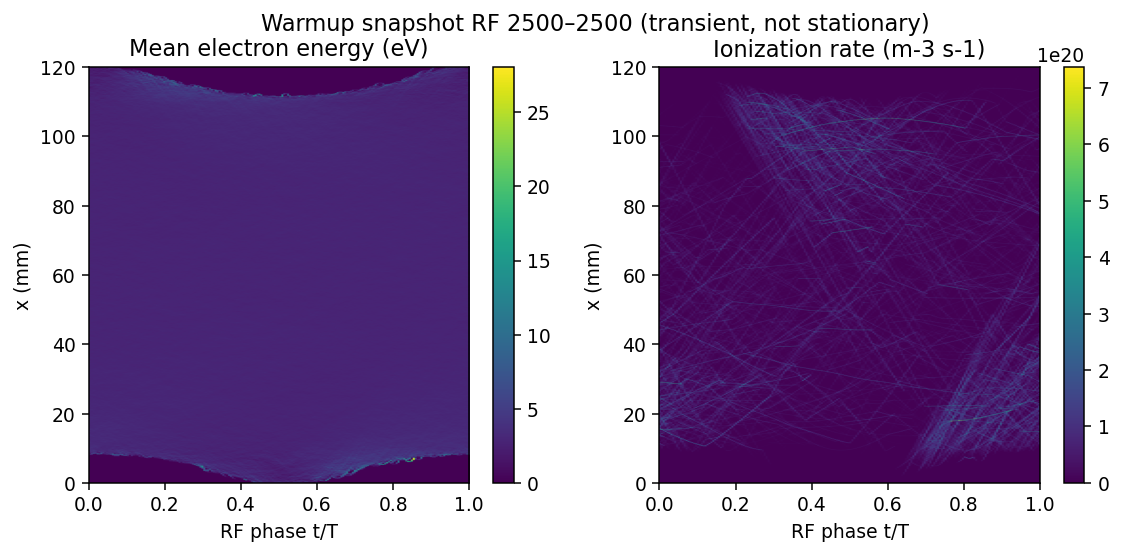 Warmup snapshot RF 2500–2500 (transient, not stationary)
Mean electron energy (eV)
Ionization rate (m-3 s-1)
1e20
x (mm)
120
100
80
60
40
20
0
0.0 0.2 0.4 0.6 0.8 1.0
RF phase t/T
25
20
15
10
5
0
x (mm)
120
100
80
60
40
20
0
0.0 0.2 0.4 0.6 0.8 1.0
RF phase t/T
7
6
5
4
3
2
1
0